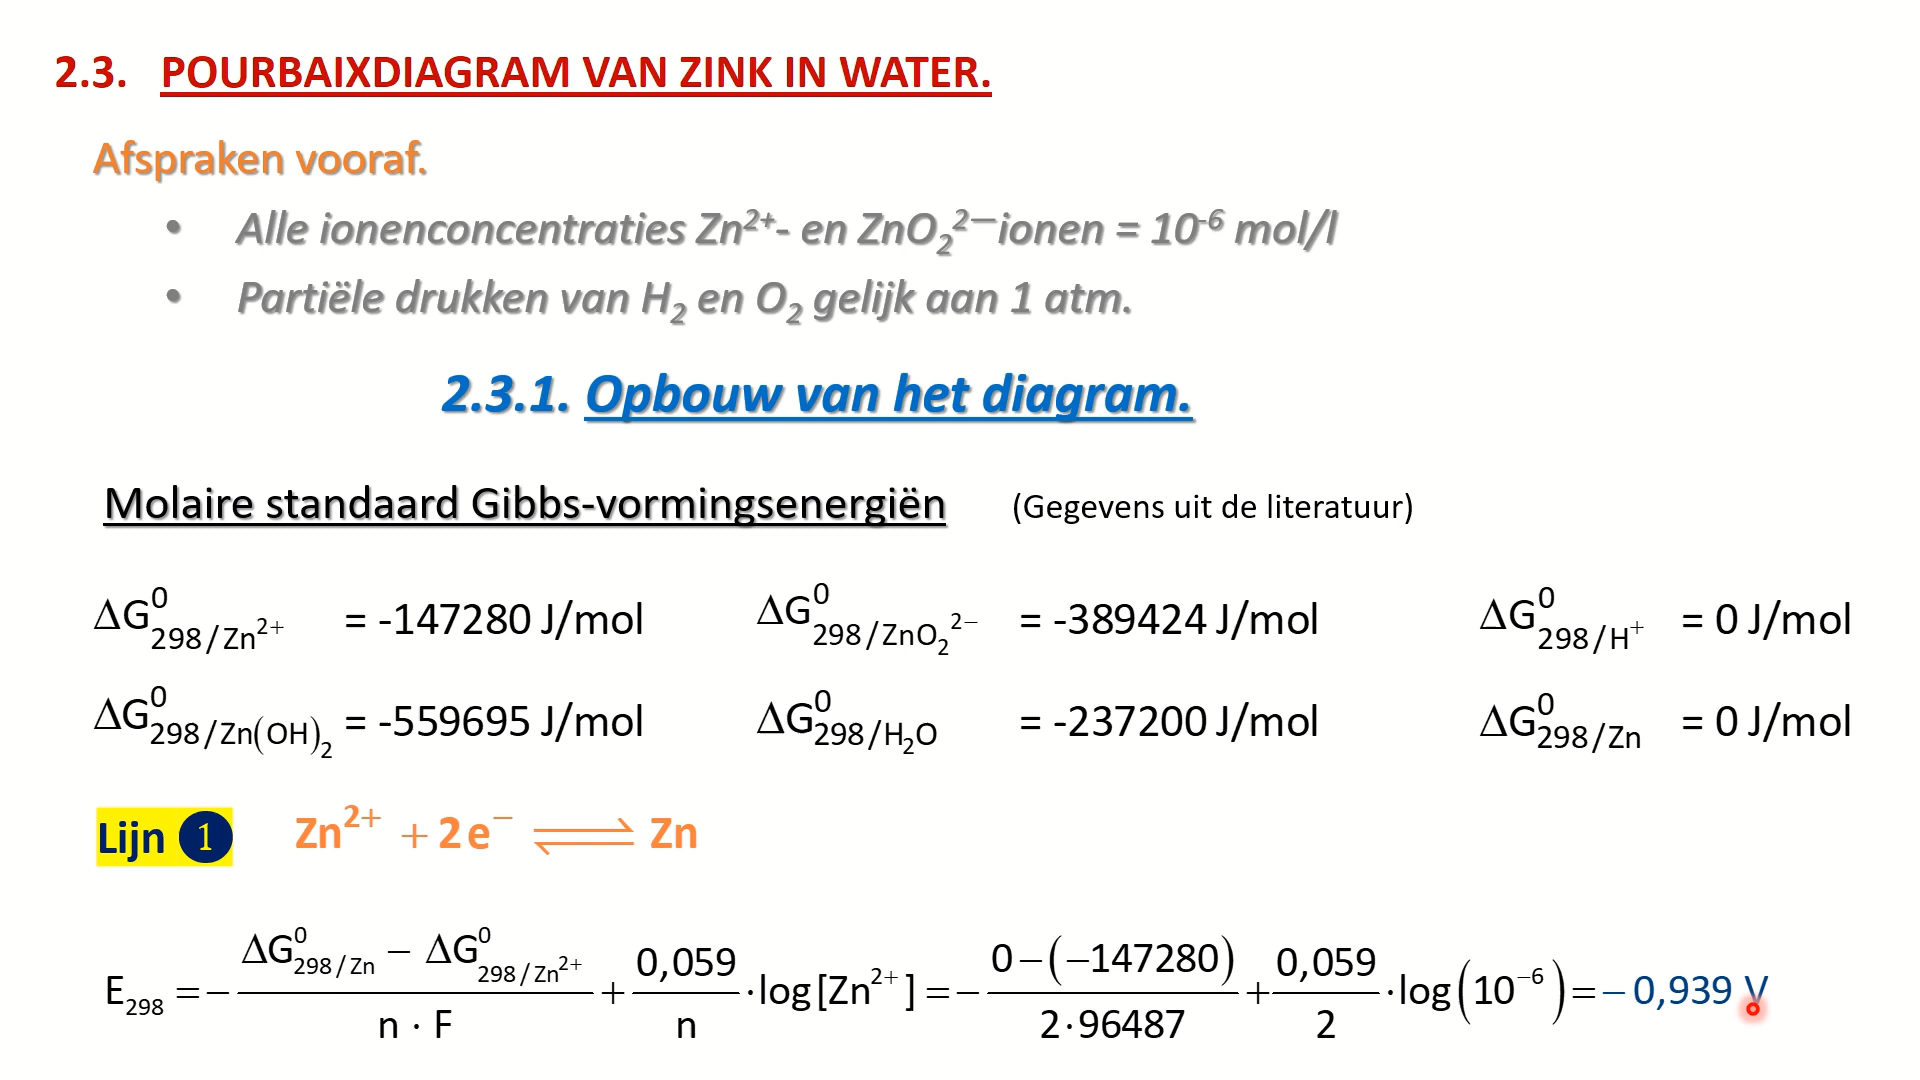 2.3. POURBAIXDIAGRAM VAN ZINK IN WATER.
Afspraken vooraf.
• Alle ionenconcentraties Zn²⁺- en ZnO₂²⁻ionen = 10⁻⁶ mol/l
• Partiële drukken van H₂ en O₂ gelijk aan 1 atm.
2.3.1. Opbouw van het diagram.
Molaire standaard Gibbs-vormingsenergiën (Gegevens uit de literatuur)
ΔG⁰₂₉₈/Zn²⁺ = -147280 J/mol ΔG⁰₂₉₈/ZnO₂²⁻ = -389424 J/mol ΔG⁰₂₉₈/H⁺ = 0 J/mol
ΔG⁰₂₉₈/Zn(OH)₂ = -559695 J/mol ΔG⁰₂₉₈/H₂O = -237200 J/mol ΔG⁰₂₉₈/Zn = 0 J/mol
Lijn 1 Zn²⁺ + 2e⁻ ⇌ Zn
E₂₉₈ = − (ΔG⁰₂₉₈/Zn − ΔG⁰₂₉₈/Zn²⁺) / (n · F) + 0,059 / n · log[Zn²⁺] = − (0−(−147280)) / (2·96487) + 0,059 / 2 · log(10⁻⁶) = −0,939 V